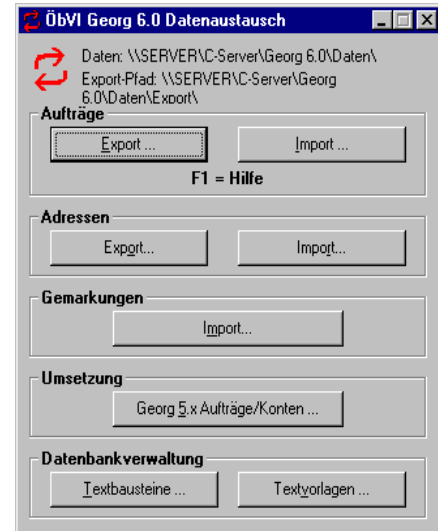 ÖbVI Georg 6.0 Datenaustausch
Daten: \\SERVER\C-Server\Georg 6.0\Daten\
Export-Pfad: \\SERVER\C-Server\Georg
6.0\Daten\Export\
Aufträge
Export ...
Import ...
F1 = Hilfe
Adressen
Export...
Import...
Gemarkungen
Import...
Umsetzung
Georg 5.x Aufträge/Konten ...
Datenbankverwaltung
Textbausteine ...
Textvorlagen ...